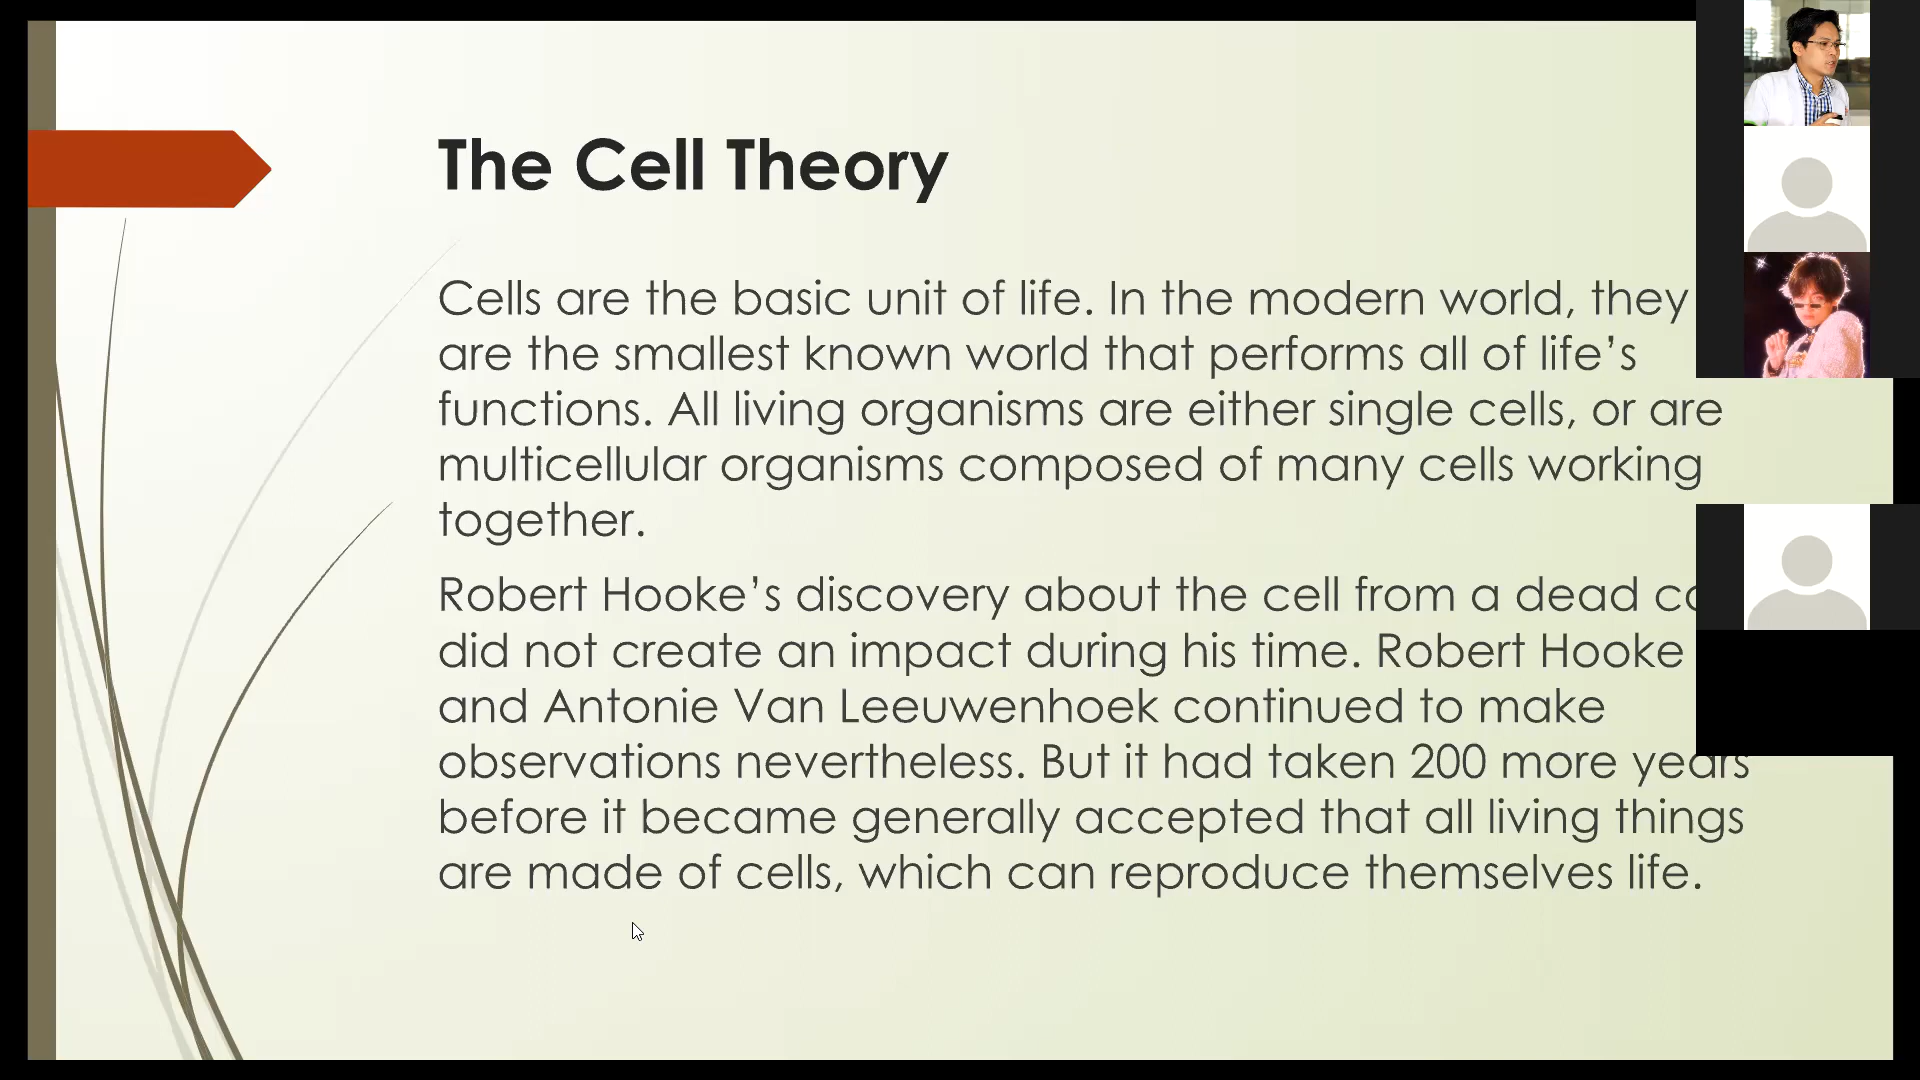 The Cell Theory
Cells are the basic unit of life. In the modern world, they
are the smallest known world that performs all of life’s
functions. All living organisms are either single cells, or are
multicellular organisms composed of many cells working
together.
Robert Hooke’s discovery about the cell from a dead
did not create an impact during his time. Robert Hooke
and Antonie Van Leeuwenhoek continued to make
observations nevertheless. But it had taken 200 more years
before it became generally accepted that all living things
are made of cells, which can reproduce themselves life.